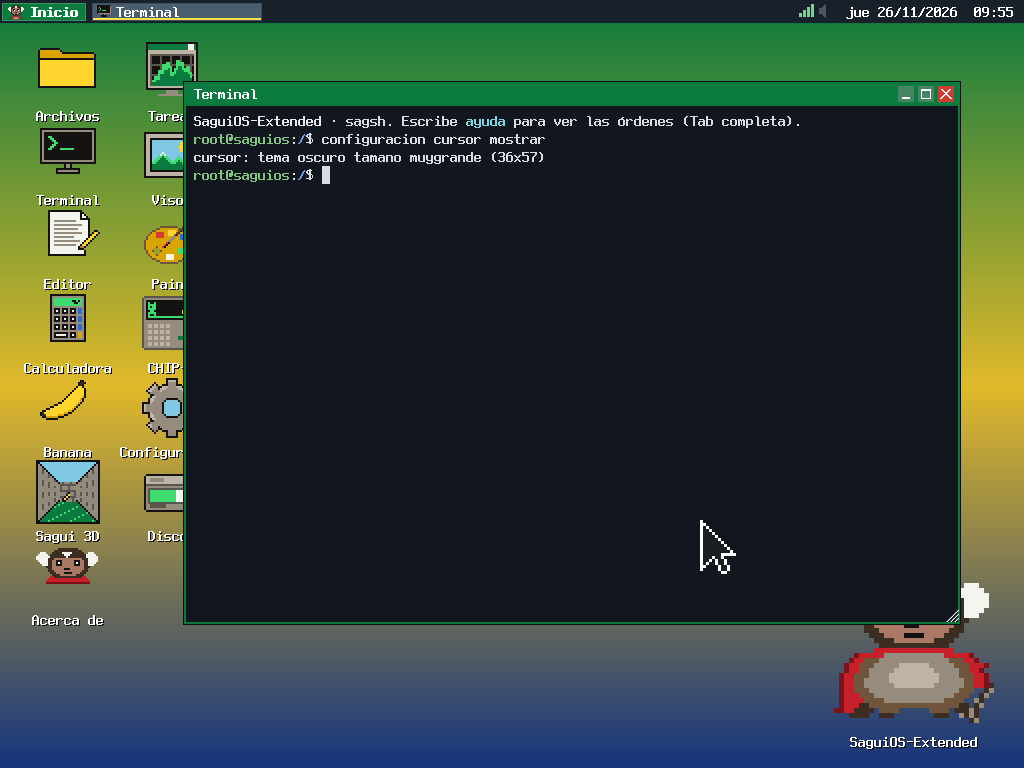 Inicio
Terminal
jue 26/11/2026 09:55
Archivos
Terminal
Editor
Calculadora
Banana
Sagui 3D
Acerca de
Terminal
SaguiOS-Extended · sagsh. Escribe ayuda para ver las órdenes (Tab completa).
root@saguios:/$ configuracion cursor mostrar
cursor: tema oscuro tamano muygrande (36x57)
root@saguios:/$
SaguiOS-Extended